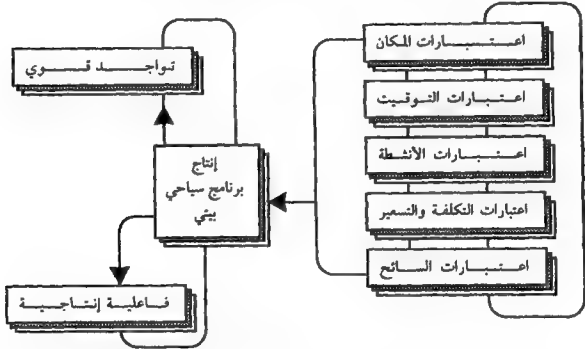 اعتبارات المكان
اعتبارات التوقيت
اعتبارات الأنشطة
اعتبارات التكلفة والتسعير
اعتبارات السائح
إنتاج
برنامج سياحي
بيئي
تواجد قوي
فاعلية إنتاجية